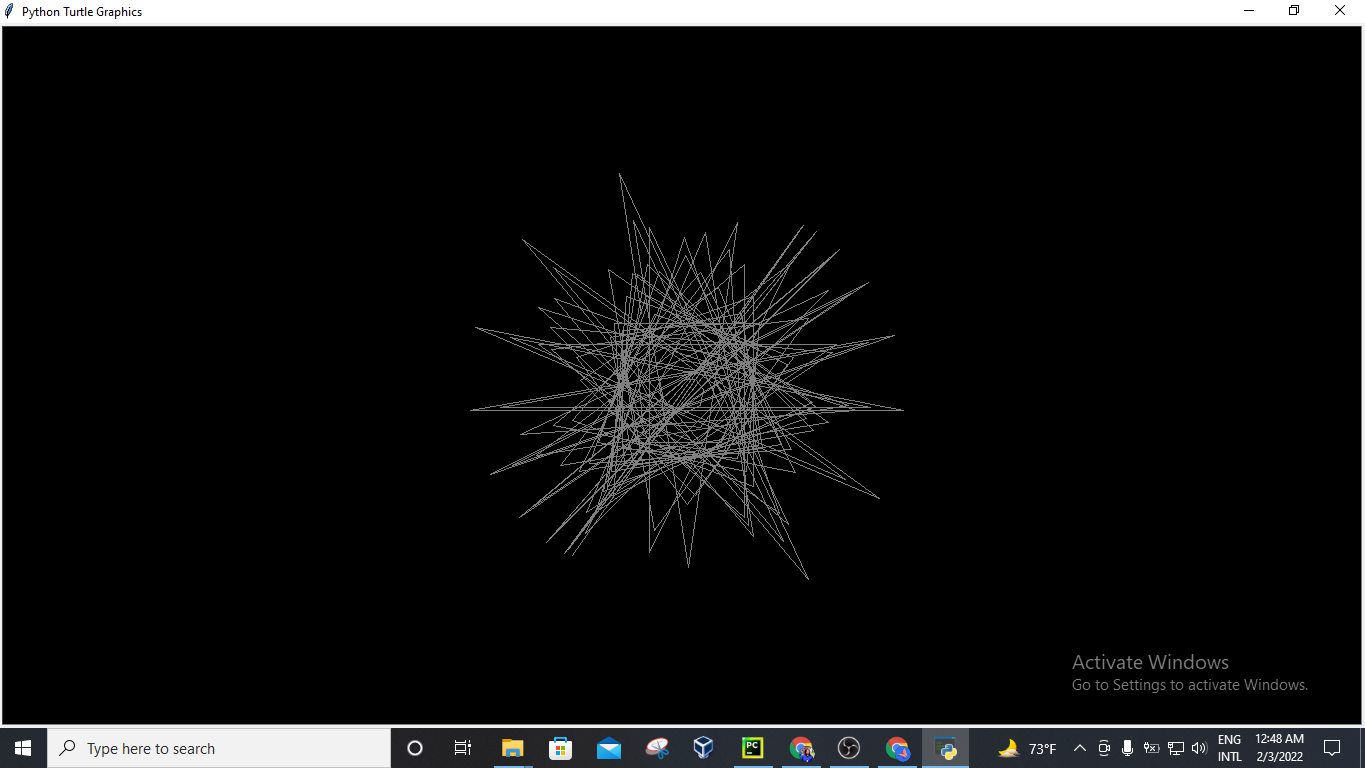 Python Turtle Graphics
Activate Windows
Go to Settings to activate Windows.
Type here to search
PC
73°F
ENG
INTL
12:48 AM
2/3/2022